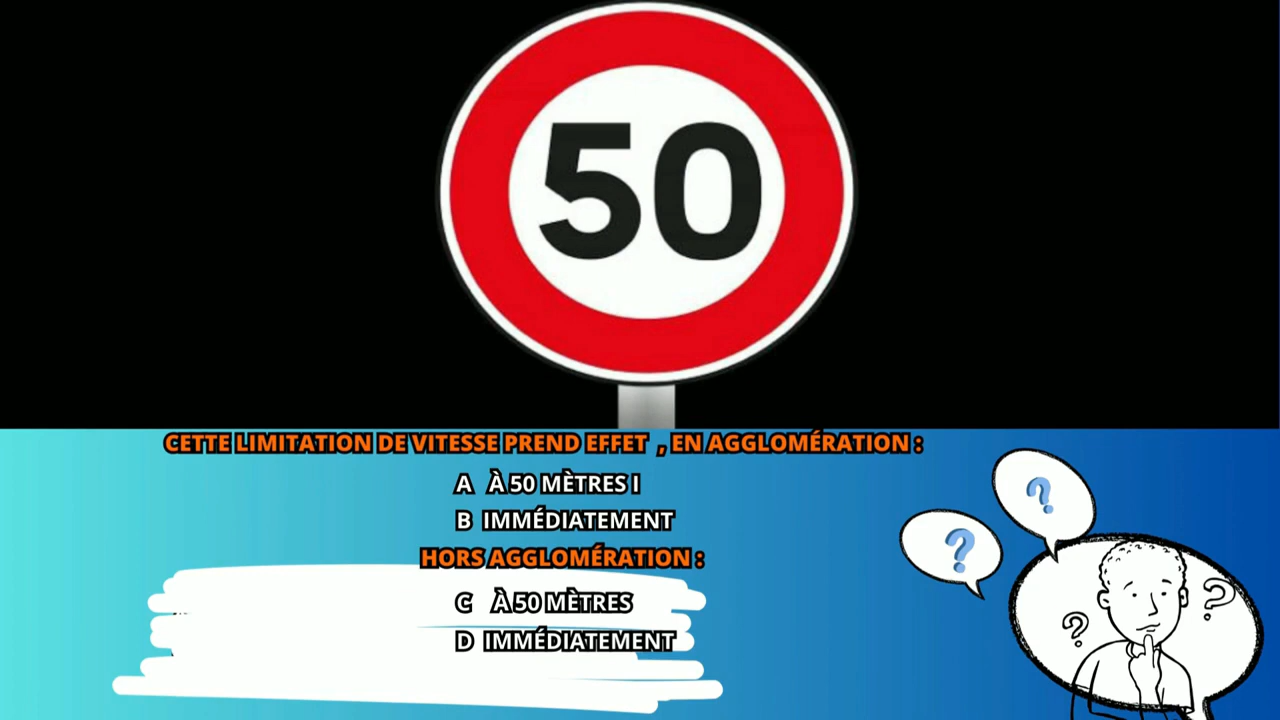 50
CETTE LIMITATION DE VITESSE PREND EFFET , EN AGGLOMÉRATION :
A À 50 MÈTRES I
B IMMÉDIATEMENT
HORS AGGLOMÉRATION :
C À 50 MÈTRES
D IMMÉDIATEMENT
? ?
? ?